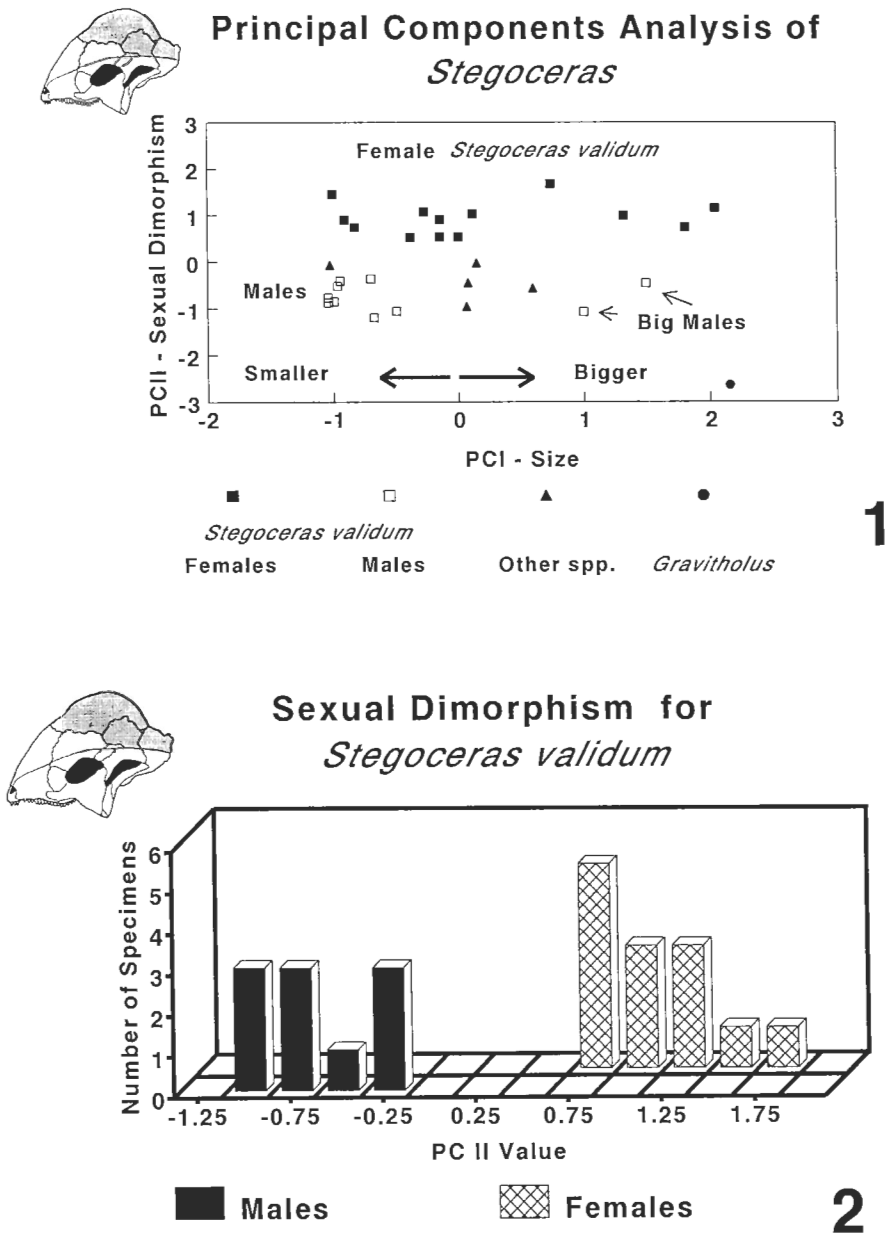 Principal Components Analysis of
Stegoceras
PCII - Sexual Dimorphism
3
2
1
0
-1
-2
-3
Female Stegoceras validum
Males
Big Males
Smaller
Bigger
-2 -1 0 1 2 3
PCI - Size
Stegoceras validum
Females Males Other spp. Gravitholus
1
Sexual Dimorphism for
Stegoceras validum
Number of Specimens
6
5
4
3
2
1
0
-1.25 -0.75 -0.25 0.25 0.75 1.25 1.75
PC II Value
Males Females
2